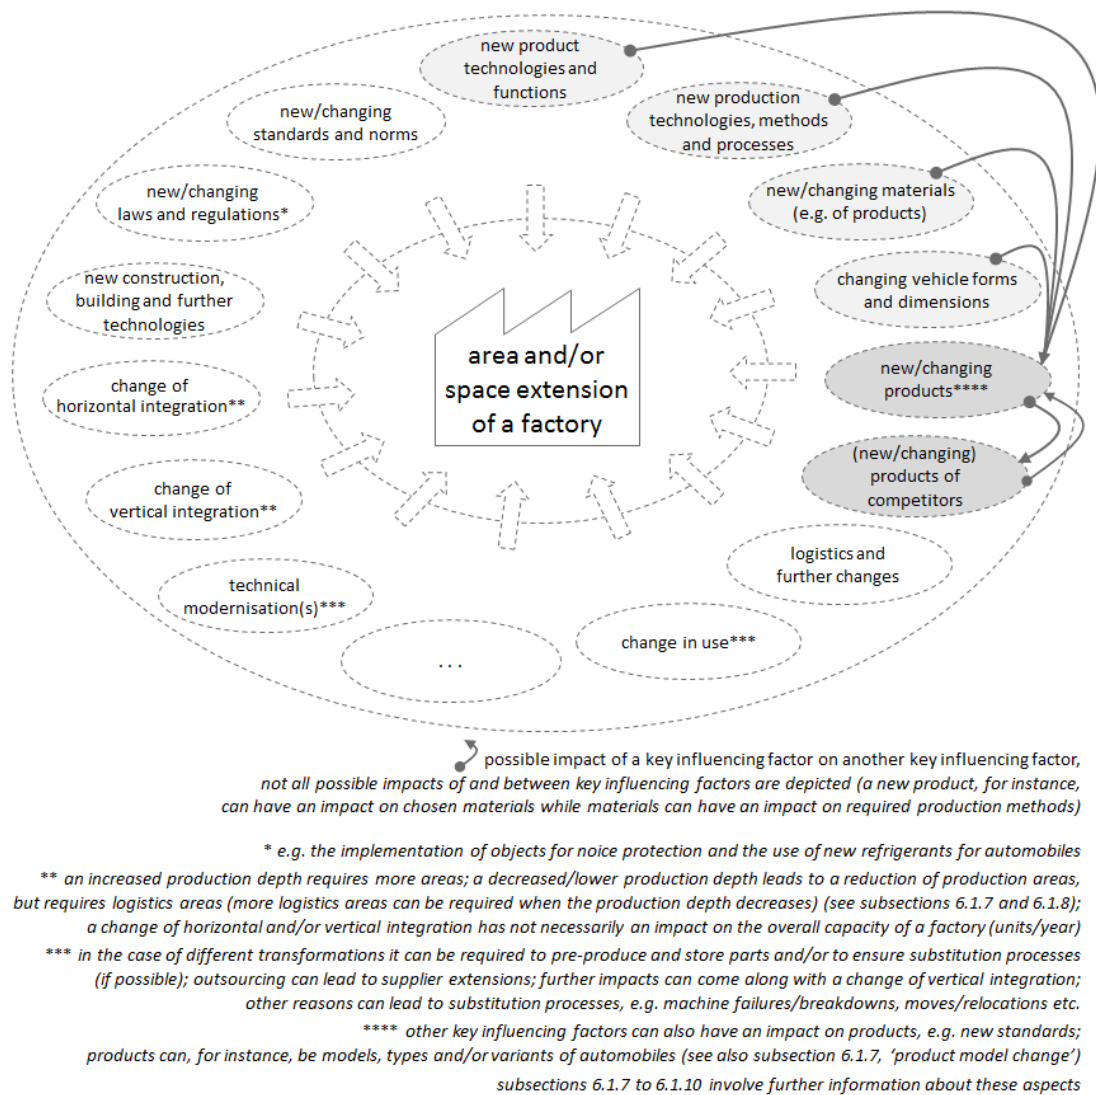 new product
technologies and
functions
new production
technologies, methods
and processes
new/changing
standards and norms
new/changing materials
(e.g. of products)
new/changing
laws and regulations*
changing vehicle forms
and dimensions
new construction,
building and further
technologies
area and/or
space extension
of a factory
new/changing
products****
change of
horizontal integration**
(new/changing)
products of
competitors
change of
vertical integration**
logistics and
further changes
technical
modernisation(s)***
change in use***
...
possible impact of a key influencing factor on another key influencing factor,
not all possible impacts of and between key influencing factors are depicted (a new product, for instance,
can have an impact on chosen materials while materials can have an impact on required production methods)
* e.g. the implementation of objects for noice protection and the use of new refrigerants for automobiles
** an increased production depth requires more areas; a decreased/lower production depth leads to a reduction of production areas,
but requires logistics areas (more logistics areas can be required when the production depth decreases) (see subsections 6.1.7 and 6.1.8);
a change of horizontal and/or vertical integration has not necessarily an impact on the overall capacity of a factory (units/year)
*** in the case of different transformations it can be required to pre-produce and store parts and/or to ensure substitution processes
(if possible); outsourcing can lead to supplier extensions; further impacts can come along with a change of vertical integration;
other reasons can lead to substitution processes, e.g. machine failures/breakdowns, moves/relocations etc.
**** other key influencing factors can also have an impact on products, e.g. new standards;
products can, for instance, be models, types and/or variants of automobiles (see also subsection 6.1.7, ‘product model change’)
subsections 6.1.7 to 6.1.10 involve further information about these aspects